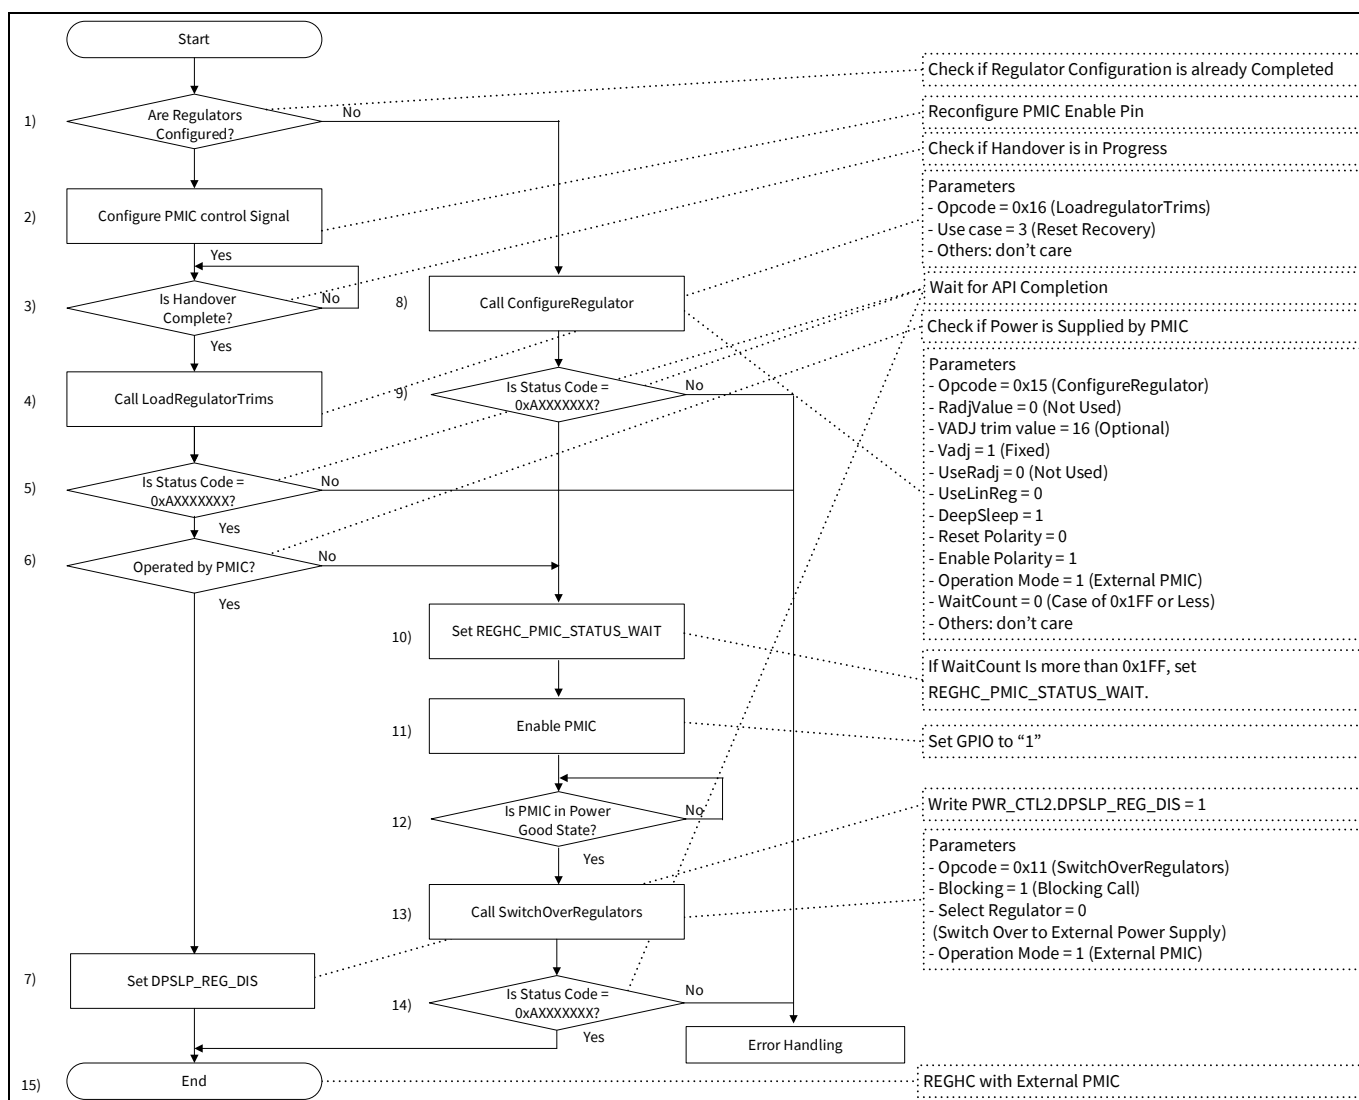 Start
1)
Are Regulators
Configured?
No
2)
Configure PMIC control Signal
Yes
3)
Is Handover
Complete?
No
Yes
4)
Call LoadRegulatorTrims
5)
Is Status Code =
0xAXXXXXXX?
No
Yes
6)
Operated by PMIC?
No
Yes
7)
Set DPSLP_REG_DIS
8)
Call ConfigureRegulator
9)
Is Status Code =
0xAXXXXXXX?
No
10)
Set REGHC_PMIC_STATUS_WAIT
11)
Enable PMIC
12)
Is PMIC in Power
Good State?
No
Yes
13)
Call SwitchOverRegulators
14)
Is Status Code =
0xAXXXXXXX?
No
Yes
Error Handling
15)
End
Check if Regulator Configuration is already Completed
Reconfigure PMIC Enable Pin
Check if Handover is in Progress
Parameters
- Opcode = 0x16 (LoadregulatorTrims)
- Use case = 3 (Reset Recovery)
- Others: don’t care
Wait for API Completion
Check if Power is Supplied by PMIC
Parameters
- Opcode = 0x15 (ConfigureRegulator)
- RadjValue = 0 (Not Used)
- VADJ trim value = 16 (Optional)
- Vadj = 1 (Fixed)
- UseRadj = 0 (Not Used)
- UseLinReg = 0
- DeepSleep = 1
- Reset Polarity = 0
- Enable Polarity = 1
- Operation Mode = 1 (External PMIC)
- WaitCount = 0 (Case of 0x1FF or Less)
- Others: don’t care
If WaitCount Is more than 0x1FF, set
REGHC_PMIC_STATUS_WAIT.
Set GPIO to “1”
Write PWR_CTL2.DPSLP_REG_DIS = 1
Parameters
- Opcode = 0x11 (SwitchOverRegulators)
- Blocking = 1 (Blocking Call)
- Select Regulator = 0
(Switch Over to External Power Supply)
- Operation Mode = 1 (External PMIC)
REGHC with External PMIC